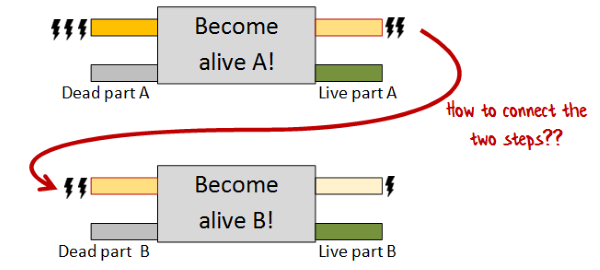 Become
alive A!
Dead part A
Live part A
How to connect the
two steps??
Become
alive B!
Dead part B
Live part B